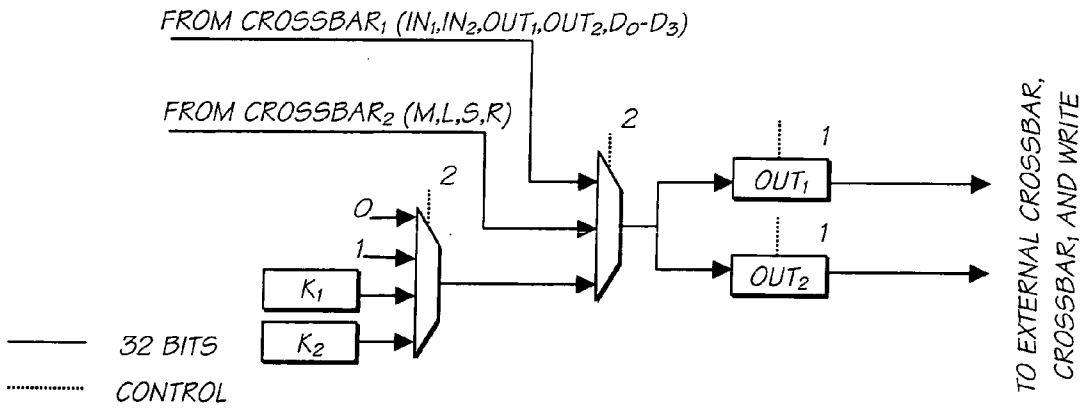 FROM CROSSBAR₁ (IN₁,IN₂,OUT₁,OUT₂,D₀-D₃)
FROM CROSSBAR₂ (M,L,S,R)
2
2
0
1
K₁
K₂
1
OUT₁
1
OUT₂
TO EXTERNAL CROSSBAR,
CROSSBAR₁ AND WRITE
32 BITS
CONTROL